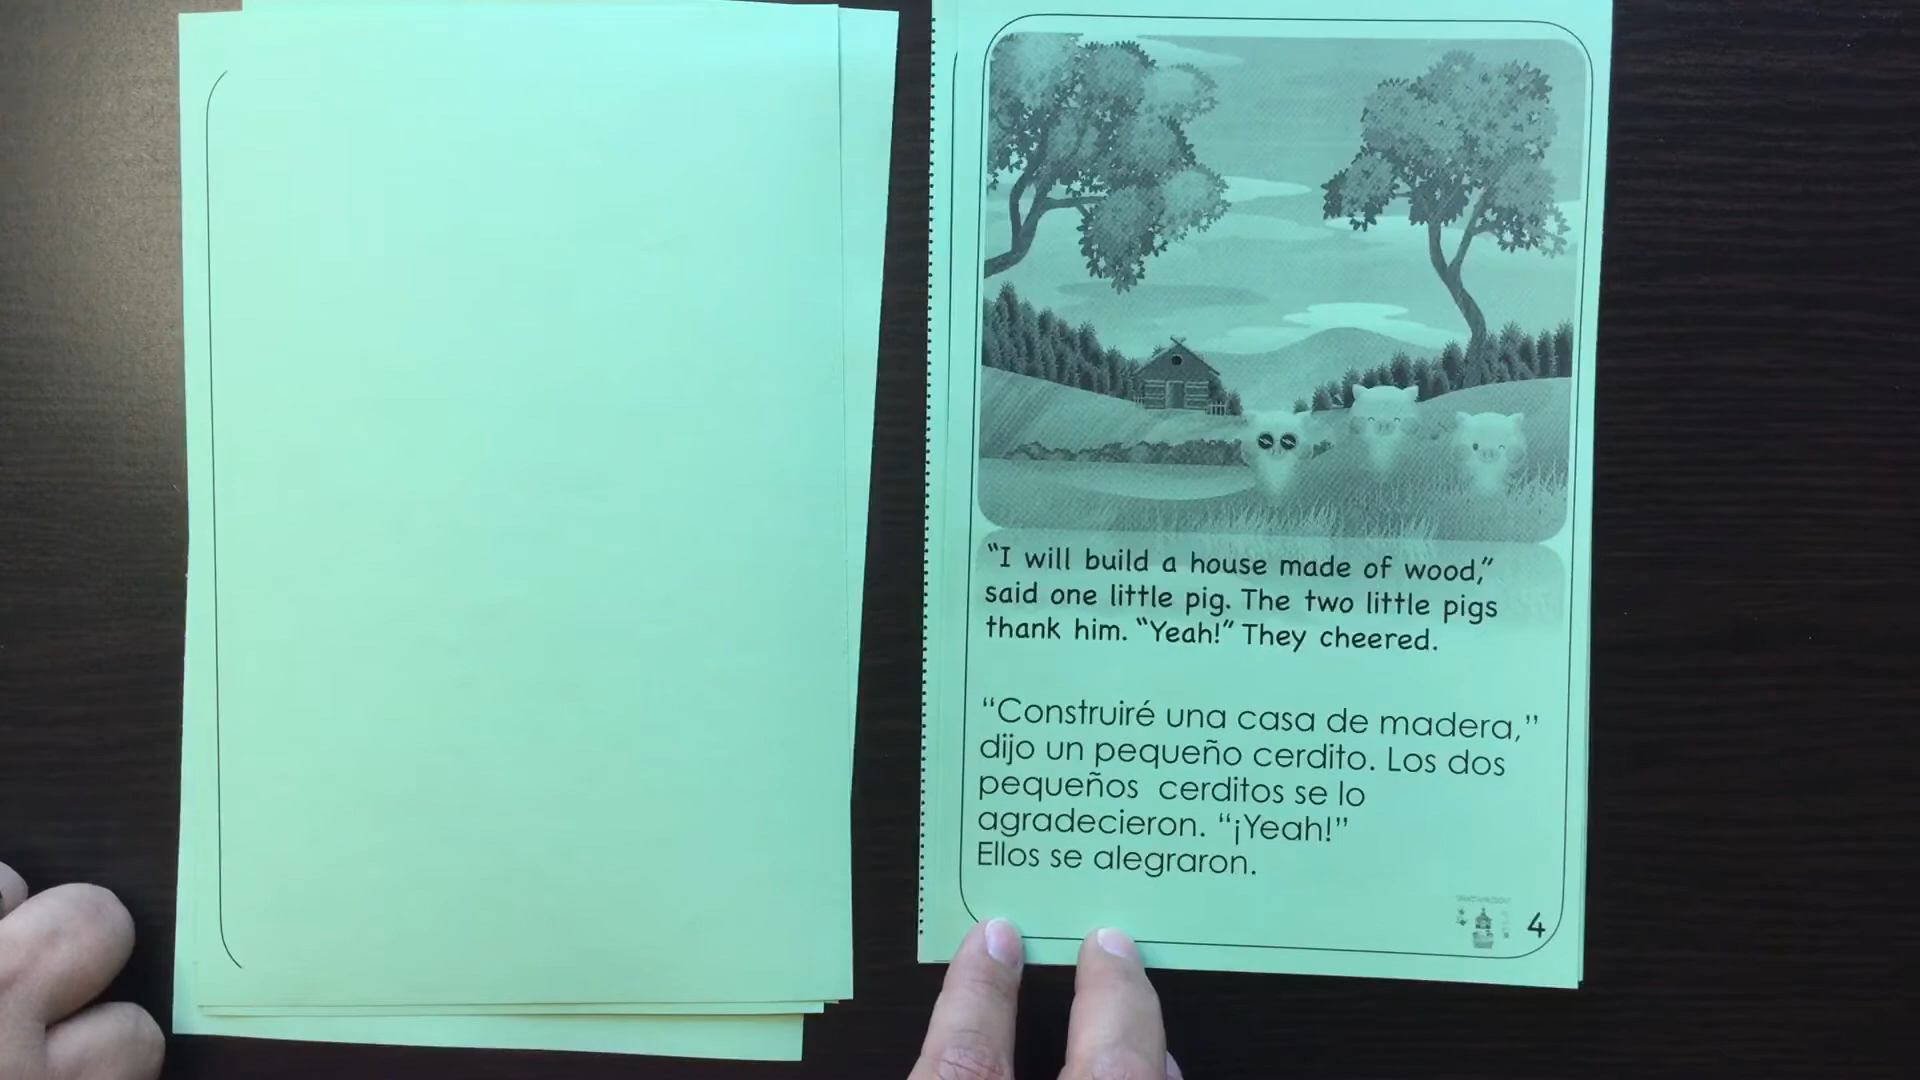 “I will build a house made of wood,”
said one little pig. The two little pigs
thank him. “Yeah!” They cheered.
“Construiré una casa de madera,”
dijo un pequeño cerdito. Los dos
pequeños cerditos se lo
agradecieron. “¡Yeah!”
Ellos se alegraron.
4